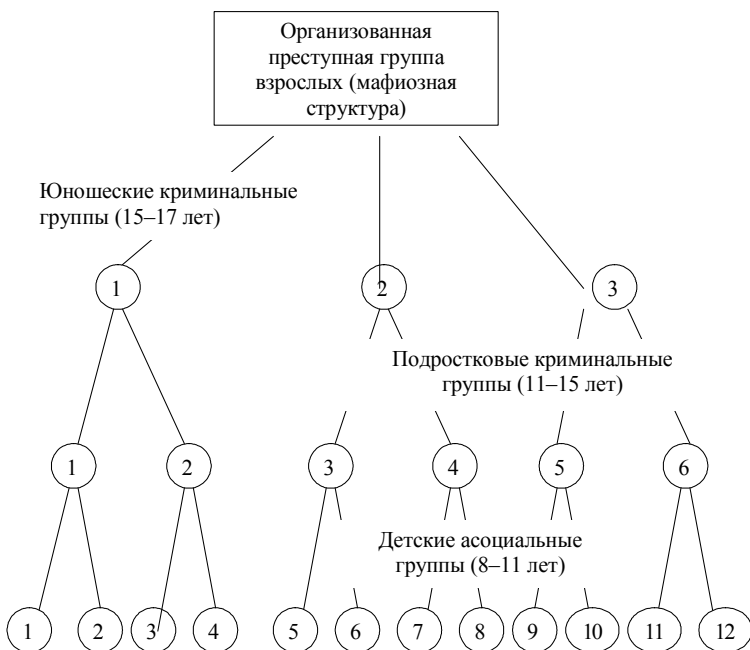 Организованная
преступная группа
взрослых (мафиозная
структура)
Юношеские криминальные
группы (15–17 лет)
1
2
3
Подростковые криминальные
группы (11–15 лет)
1
2
3
4
5
6
Детские асоциальные
группы (8–11 лет)
1
2
3
4
5
6
7
8
9
10
11
12